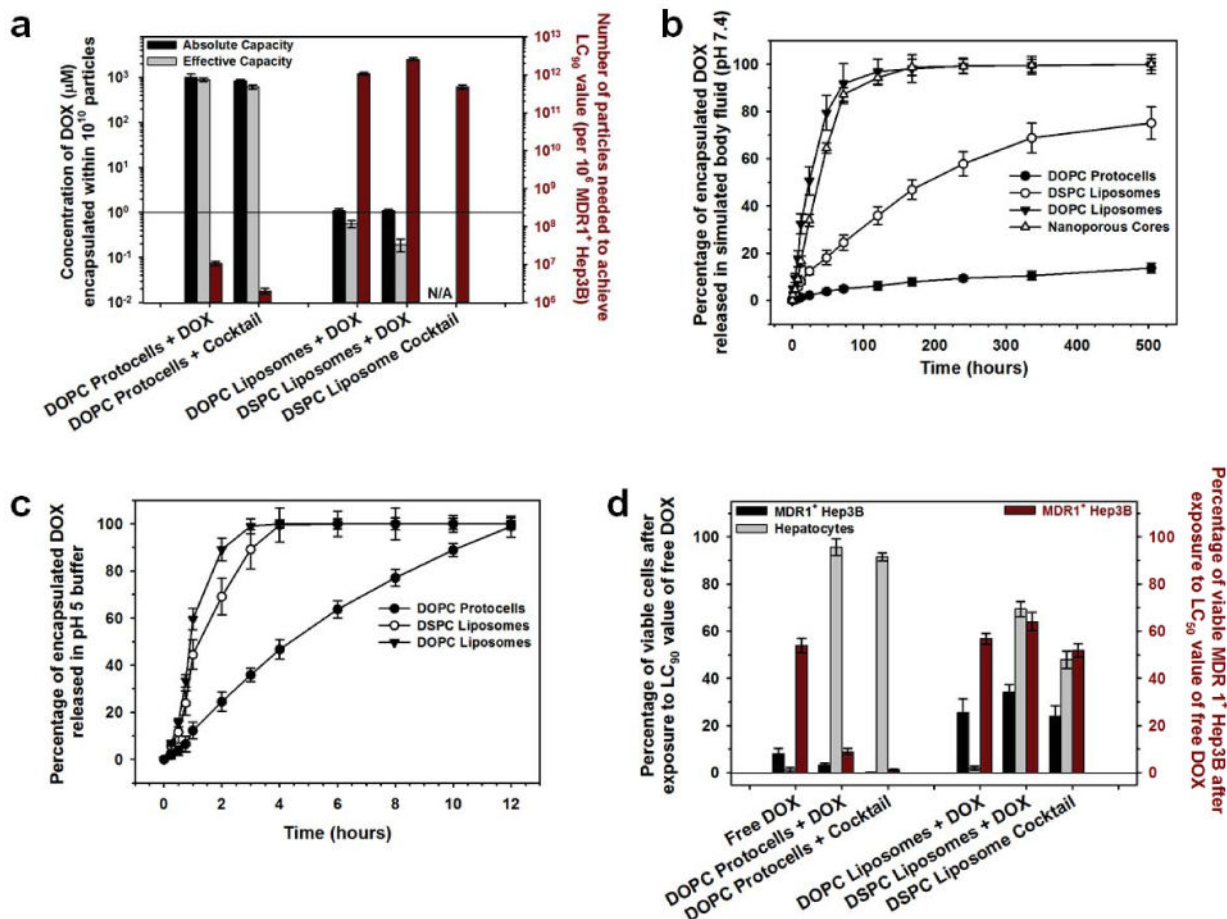 a
Concentration of DOX (μM)
encapsulated within 10^10 particles
Absolute Capacity
Effective Capacity
10^3
10^2
10^1
10^0
10^-1
10^-2
N/A
10^13
10^12
10^11
10^10
10^9
10^8
10^7
10^6
Number of particles needed to achieve
LC90 value (per 10^6 MDR1+ Hep3B)
DOPC Protocells + DOX
DOPC Protocells + Cocktail
DOPC Liposomes + DOX
DSPC Liposomes + DOX
DSPC Liposome Cocktail
b
Percentage of encapsulated DOX
released in simulated body fluid (pH 7.4)
100
80
60
40
20
0
DOPC Protocells
DSPC Liposomes
DOPC Liposomes
Nanoporous Cores
0 100 200 300 400 500
Time (hours)
c
Percentage of encapsulated DOX
released in pH 5 buffer
100
80
60
40
20
0
DOPC Protocells
DSPC Liposomes
DOPC Liposomes
0 2 4 6 8 10 12
Time (hours)
d
Percentage of viable cells after
exposure to LC90 value of free DOX
MDR1+ Hep3B
Hepatocytes
MDR1+ Hep3B
100
80
60
40
20
0
100
80
60
40
20
0
Percentage of viable MDR 1+ Hep3B after
exposure to LC50 value of free DOX
Free DOX
DOPC Protocells + DOX
DOPC Protocells + Cocktail
DOPC Liposomes + DOX
DSPC Liposomes + DOX
DSPC Liposome Cocktail